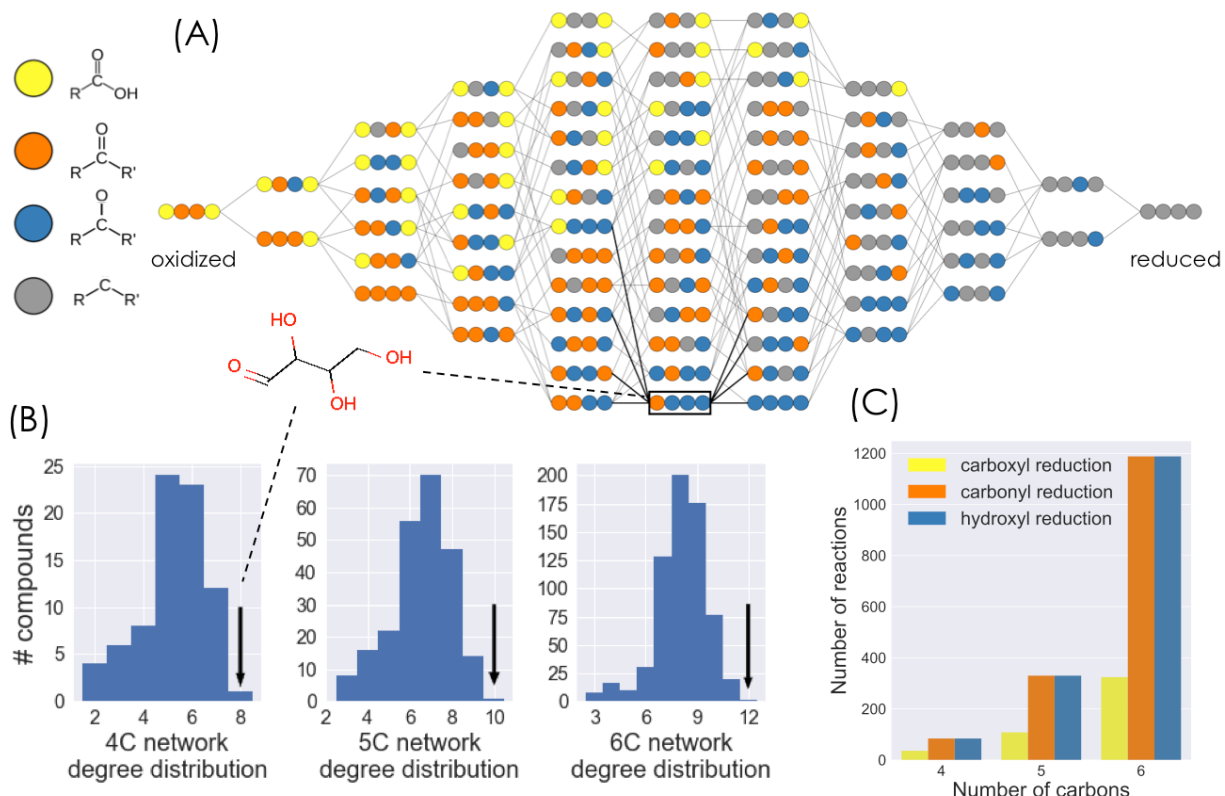 (A)
O
C
R
OH
O
C
R
R'
O
C
R
R'
C
R
R'
oxidized
reduced
HO
O
OH
OH
(B)
25
20
15
10
5
0
# compounds
2
4
6
8
4C network
degree distribution
70
60
50
40
30
20
10
0
2
4
6
8
10
5C network
degree distribution
200
175
150
125
100
75
50
25
0
3
6
9
12
6C network
degree distribution
(C)
1200
1000
800
600
400
200
0
Number of reactions
carboxyl reduction
carbonyl reduction
hydroxyl reduction
4
5
6
Number of carbons